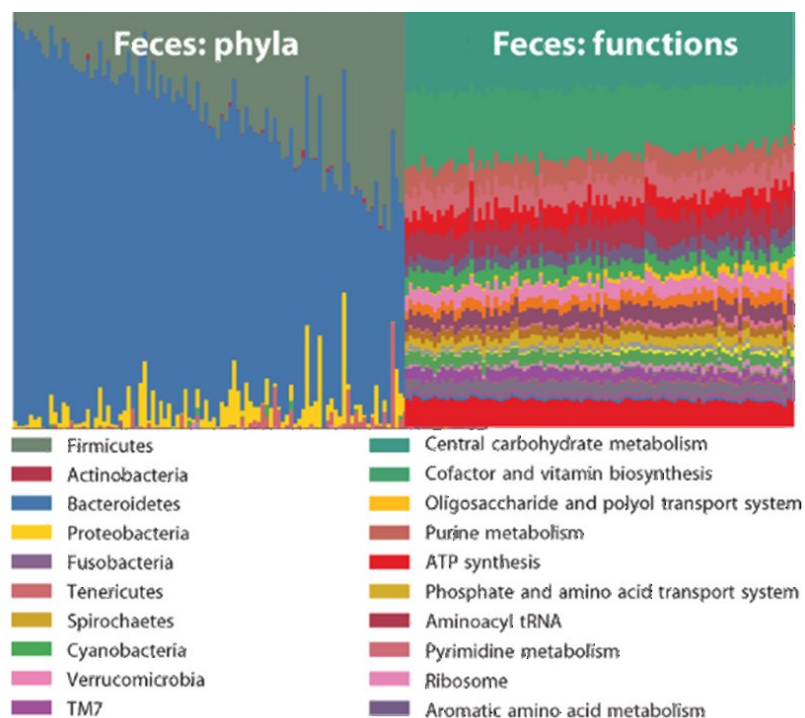 Feces: phyla
Feces: functions
Firmicutes
Actinobacteria
Bacteroidetes
Proteobacteria
Fusobacteria
Tenericutes
Spirochaetes
Cyanobacteria
Verrucomicrobia
TM7
Central carbohydrate metabolism
Cofactor and vitamin biosynthesis
Oligosaccharide and polyol transport system
Purine metabolism
ATP synthesis
Phosphate and amino acid transport system
Aminoacyl tRNA
Pyrimidine metabolism
Ribosome
Aromatic amino acid metabolism